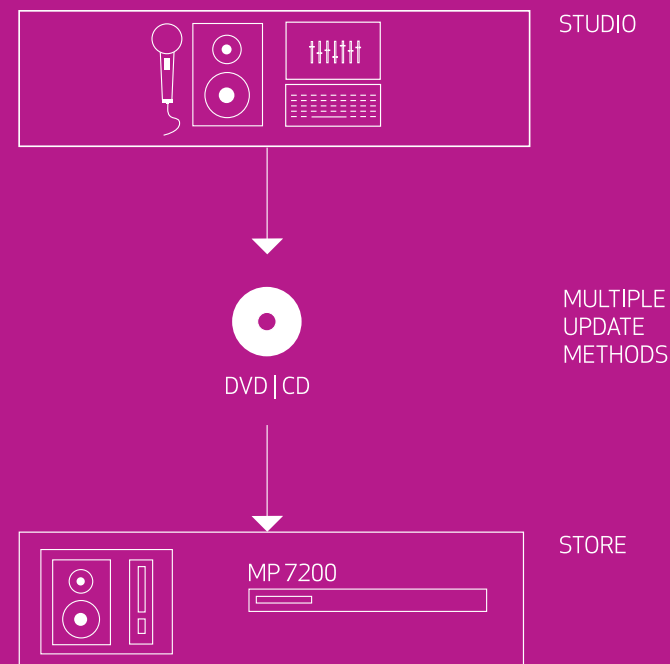 STUDIO
MULTIPLE
UPDATE
METHODS
DVD|CD
STORE
MP 7200